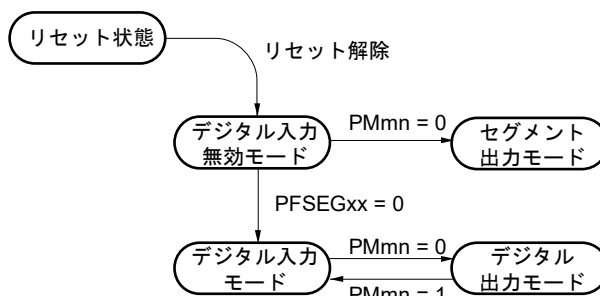 リセット状態
リセット解除
デジタル入力
無効モード
PMmn = 0
セグメント
出力モード
PFSEGxx = 0
デジタル入力
モード
PMmn = 0
PMmn = 1
デジタル
出力モード